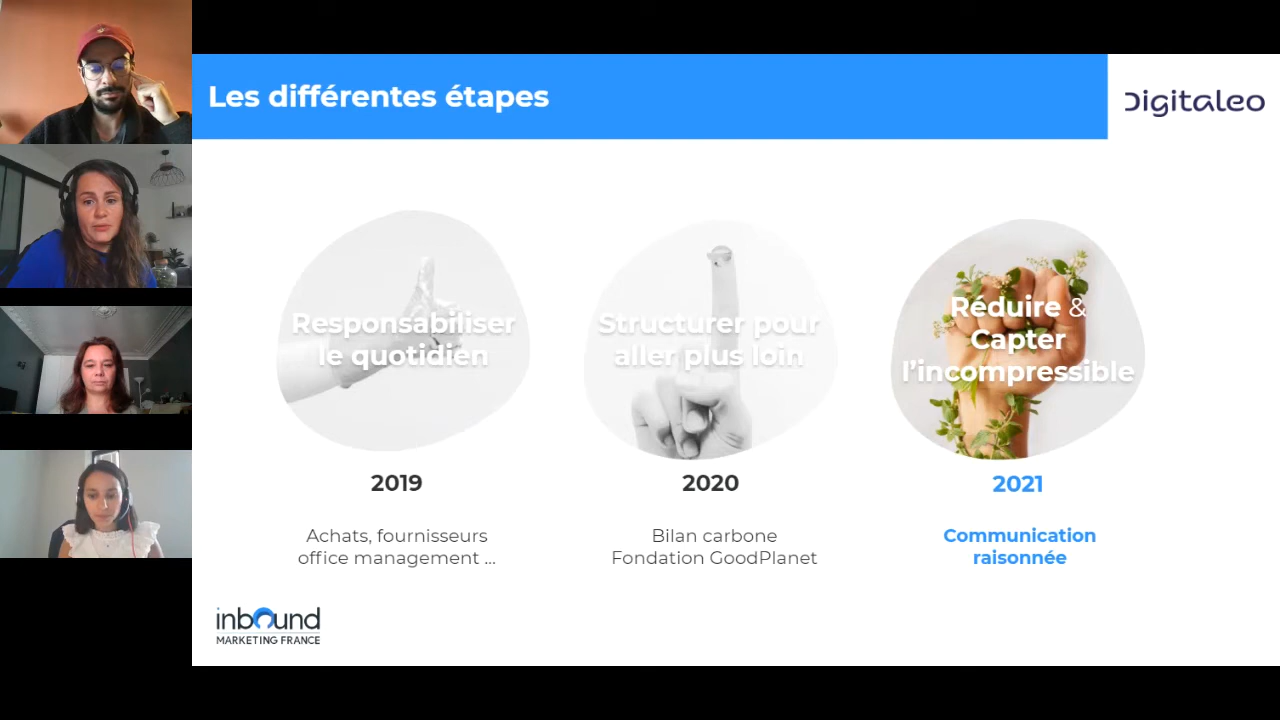 Les différentes étapes
Digitaleo
Responsabiliser
le quotidien
Structurer pour
aller plus loin
Réduire &
Capter
l'incompressible
2019
2020
2021
Achats, fournisseurs
office management ...
Bilan carbone
Fondation GoodPlanet
Communication
raisonnée
inbound
MARKETING FRANCE